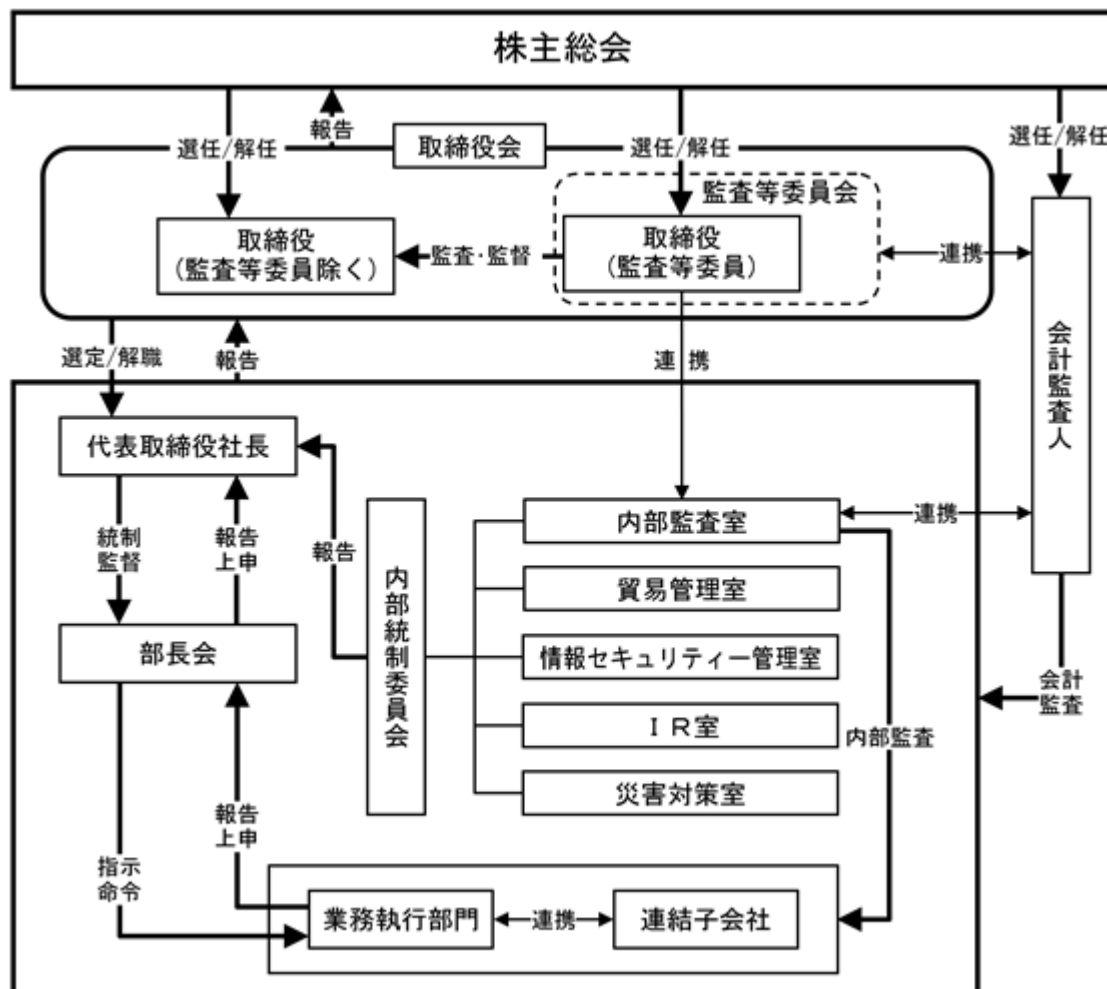 株主総会
選任/解任
報告
取締役会
選任/解任
選任/解任
監査等委員会
取締役
(監査等委員除く)
監査・監督
取締役
(監査等委員)
連携
会計監査人
選定/解職
報告
連携
代表取締役社長
統制
監督
報告
上申
報告
内部統制委員会
内部監査室
連携
貿易管理室
部長会
情報セキュリティー管理室
会計
監査
IR室
内部監査
災害対策室
報告
上申
指示
命令
業務執行部門
連携
連結子会社